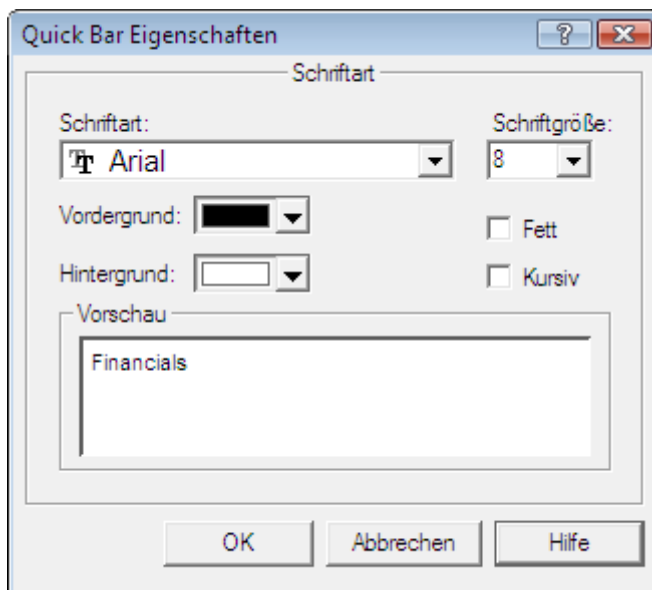 Quick Bar Eigenschaften
Schriftart
Schriftart: Schriftgröße:
Arial 8
Vordergrund: Fett
Hintergrund: Kursiv
Vorschau
Financials
OK Abbrechen Hilfe